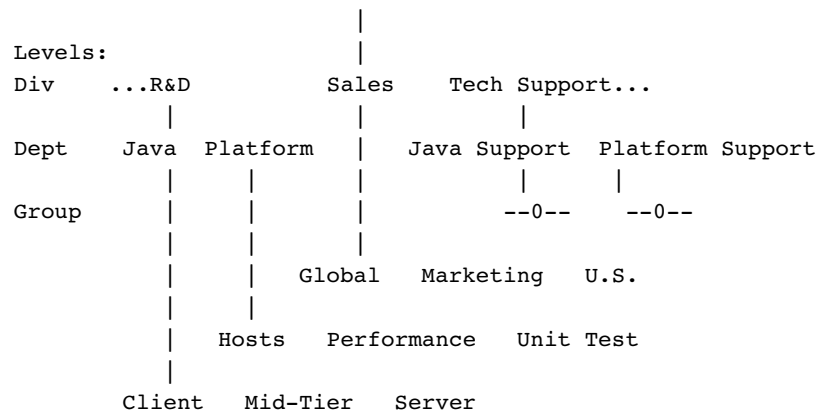 Levels:
Div ...R&D Sales Tech Support...
Dept Java Platform Java Support Platform Support
Group --0-- --0--
Global Marketing U.S.
Hosts Performance Unit Test
Client Mid-Tier Server